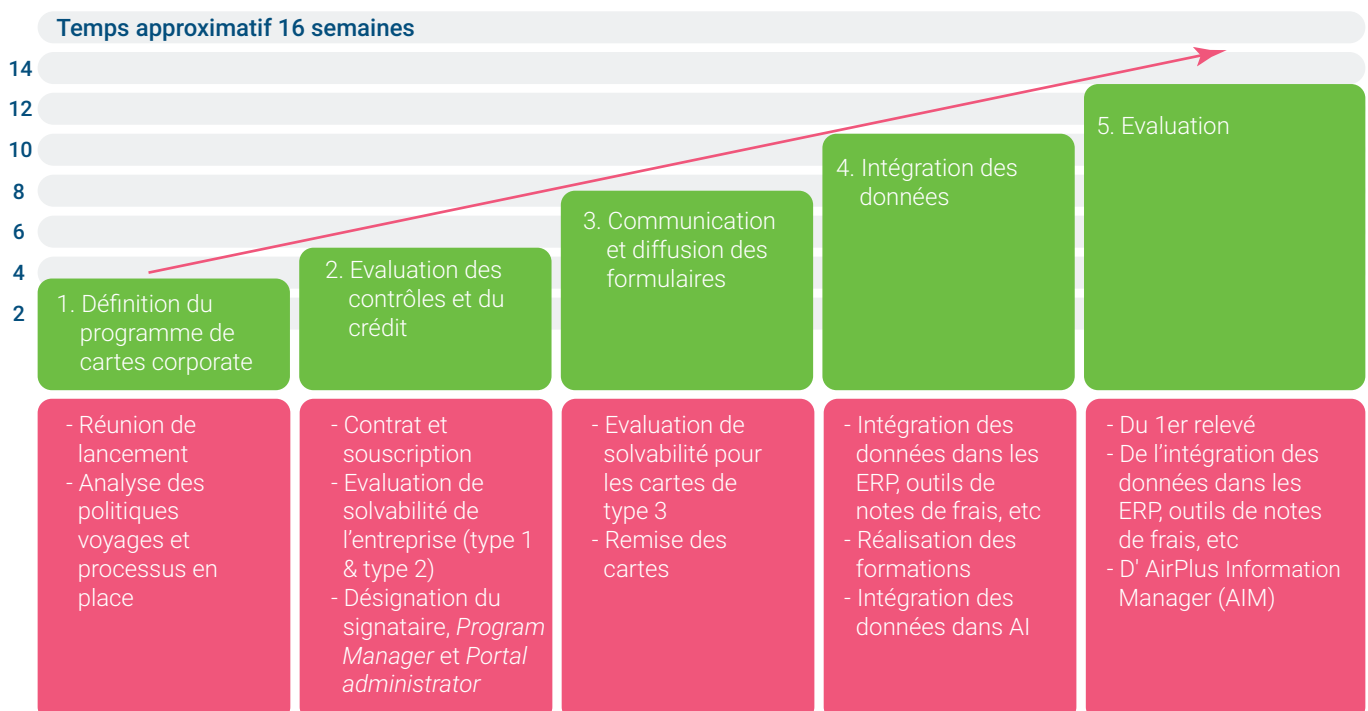 Temps approximatif 16 semaines
14
12
10
8
6
4
2
1. Définition du
programme de
cartes corporate
2. Evaluation des
contrôles et du
crédit
3. Communication
et diffusion des
formulaires
4. Intégration des
données
5. Evaluation
- Réunion de
lancement
- Analyse des
politiques
voyages et
processus en
place
- Contrat et
souscription
- Evaluation de
solvabilité de
l'entreprise (type 1
& type 2)
- Désignation du
signataire, Program
Manager et Portal
administrator
- Evaluation de
solvabilité pour
les cartes de
type 3
- Remise des
cartes
- Intégration des
données dans les
ERP, outils de
notes de frais, etc
- Réalisation des
formations
- Intégration des
données dans AI
- Du 1er relevé
- De l'intégration des
données dans les
ERP, outils de notes
de frais, etc
- D' AirPlus Information
Manager (AIM)